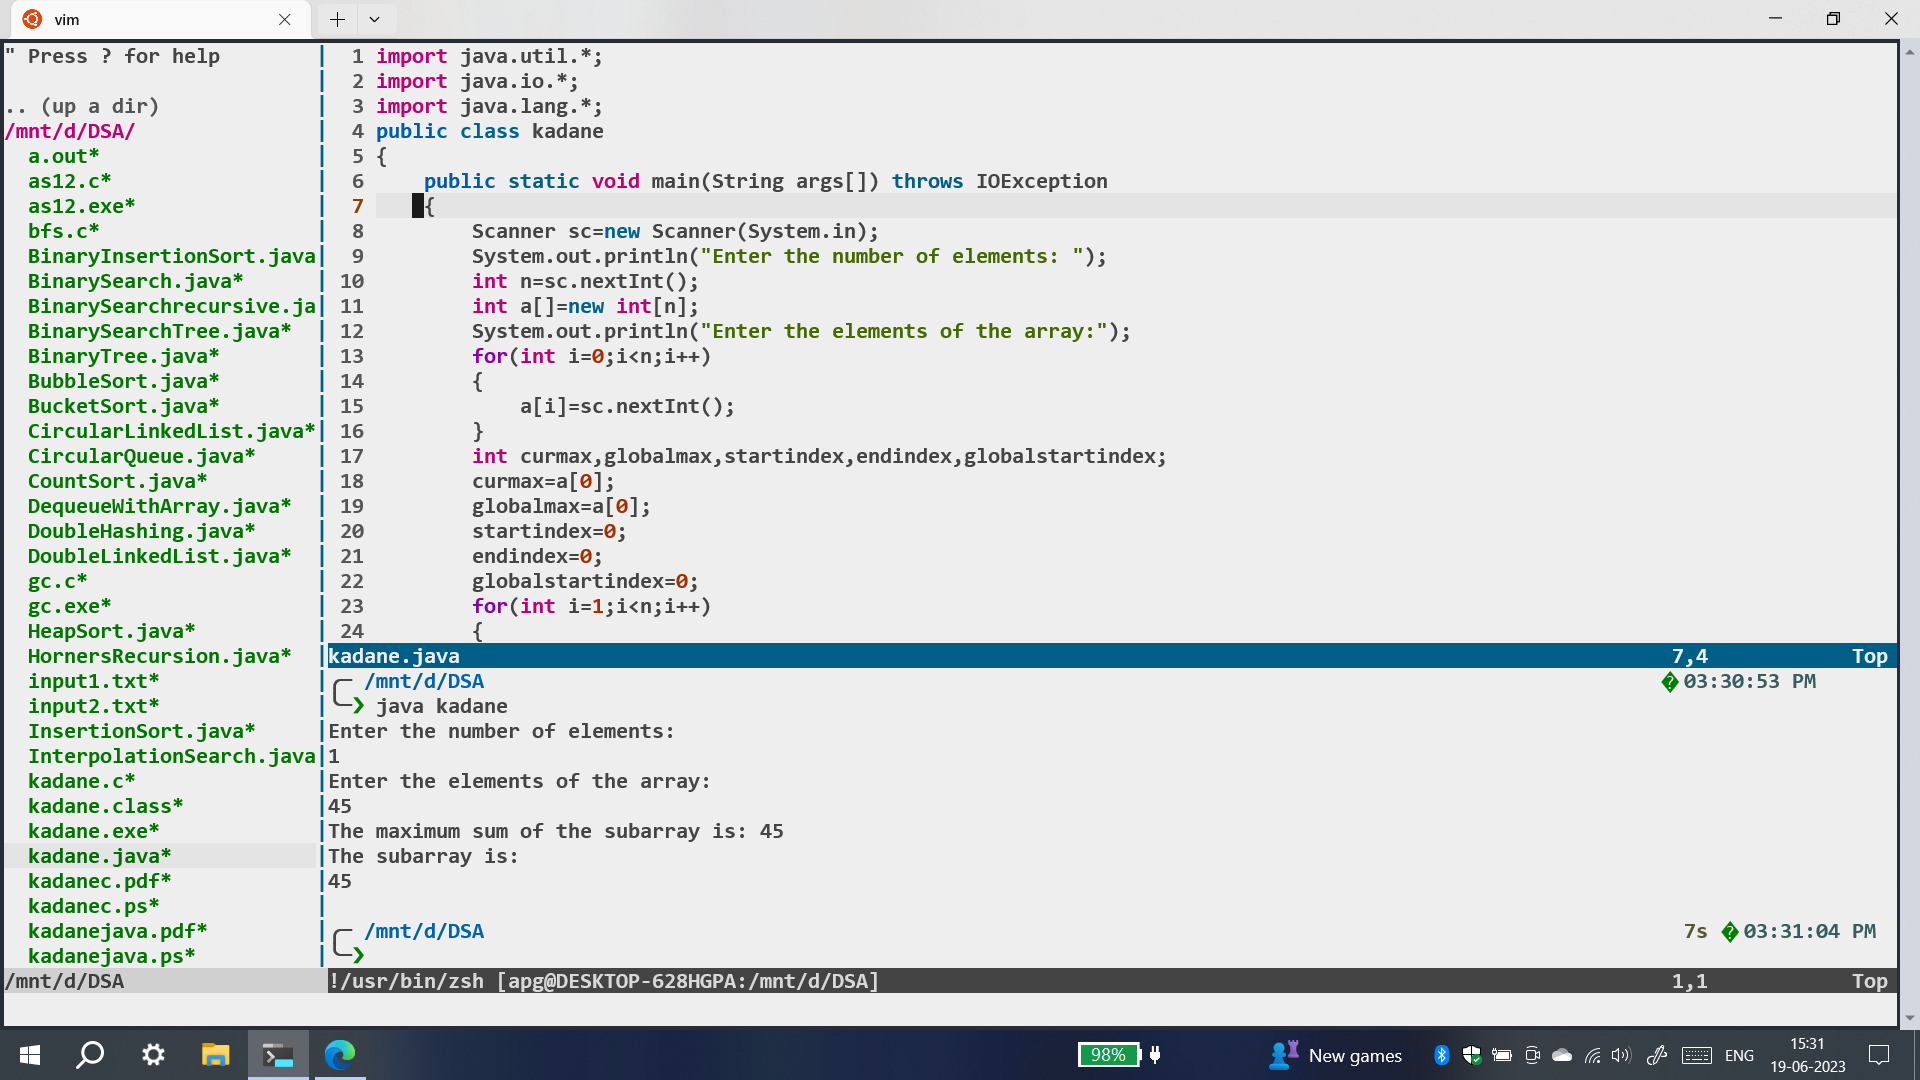 vim
" Press ? for help
.. (up a dir)
/mnt/d/DSA/
a.out*
as12.c*
as12.exe*
bfs.c*
BinaryInsertionSort.java
BinarySearch.java*
BinarySearchrecursive.ja
BinarySearchTree.java*
BinaryTree.java*
BubbleSort.java*
BucketSort.java*
CircularLinkedList.java*
CircularQueue.java*
CountSort.java*
DequeueWithArray.java*
DoubleHashing.java*
DoubleLinkedList.java*
gc.c*
gc.exe*
HeapSort.java*
HornersRecursion.java*
input1.txt*
input2.txt*
InsertionSort.java*
InterpolationSearch.java
kadane.c*
kadane.class*
kadane.exe*
kadane.java*
kadanec.pdf*
kadanec.ps*
kadanejava.pdf*
kadanejava.ps*
/mnt/d/DSA
1 import java.util.*;
2 import java.io.*;
3 import java.lang.*;
4 public class kadane
5 {
6     public static void main(String args[]) throws IOException
7     {
8         Scanner sc=new Scanner(System.in);
9         System.out.println("Enter the number of elements: ");
10         int n=sc.nextInt();
11         int a[]=new int[n];
12         System.out.println("Enter the elements of the array:");
13         for(int i=0;i<n;i++)
14         {
15             a[i]=sc.nextInt();
16         }
17         int curmax,globalmax,startindex,endindex,globalstartindex;
18         curmax=a[0];
19         globalmax=a[0];
20         startindex=0;
21         endindex=0;
22         globalstartindex=0;
23         for(int i=1;i<n;i++)
24         {
kadane.java 7,4 Top
/mnt/d/DSA 03:30:53 PM
❯ java kadane
Enter the number of elements:
1
Enter the elements of the array:
45
The maximum sum of the subarray is: 45
The subarray is:
45
/mnt/d/DSA 7s 03:31:04 PM
❯
!/usr/bin/zsh [apg@DESKTOP-628HGPA:/mnt/d/DSA] 1,1 Top
98% New games ENG 15:31
19-06-2023